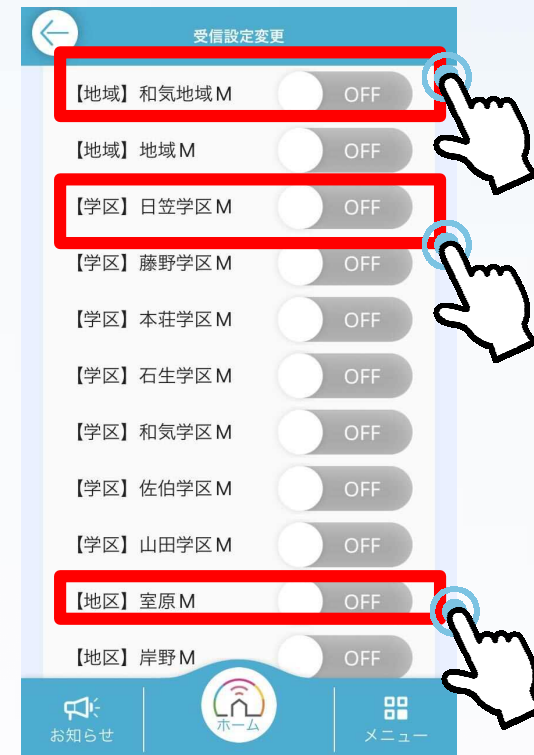 受信設定変更
【地域】和気地域M OFF
【地域】地域M OFF
【学区】日笠学区M OFF
【学区】藤野学区M OFF
【学区】本荘学区M OFF
【学区】石生学区M OFF
【学区】和気学区M OFF
【学区】佐伯学区M OFF
【学区】山田学区M OFF
【地区】室原M OFF
【地区】岸野M OFF
お知らせ ホーム メニュー